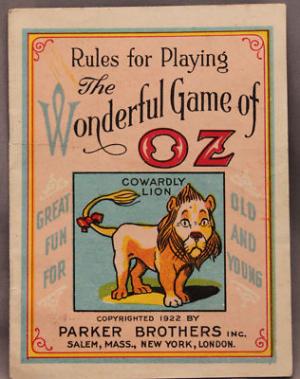 Rules for Playing
The
Wonderful Game of
OZ
COWARDLY
LION
GREAT
FUN
FOR
OLD
AND
YOUNG
COPYRIGHTED 1922 BY
PARKER BROTHERS INC.
SALEM, MASS., NEW YORK, LONDON.